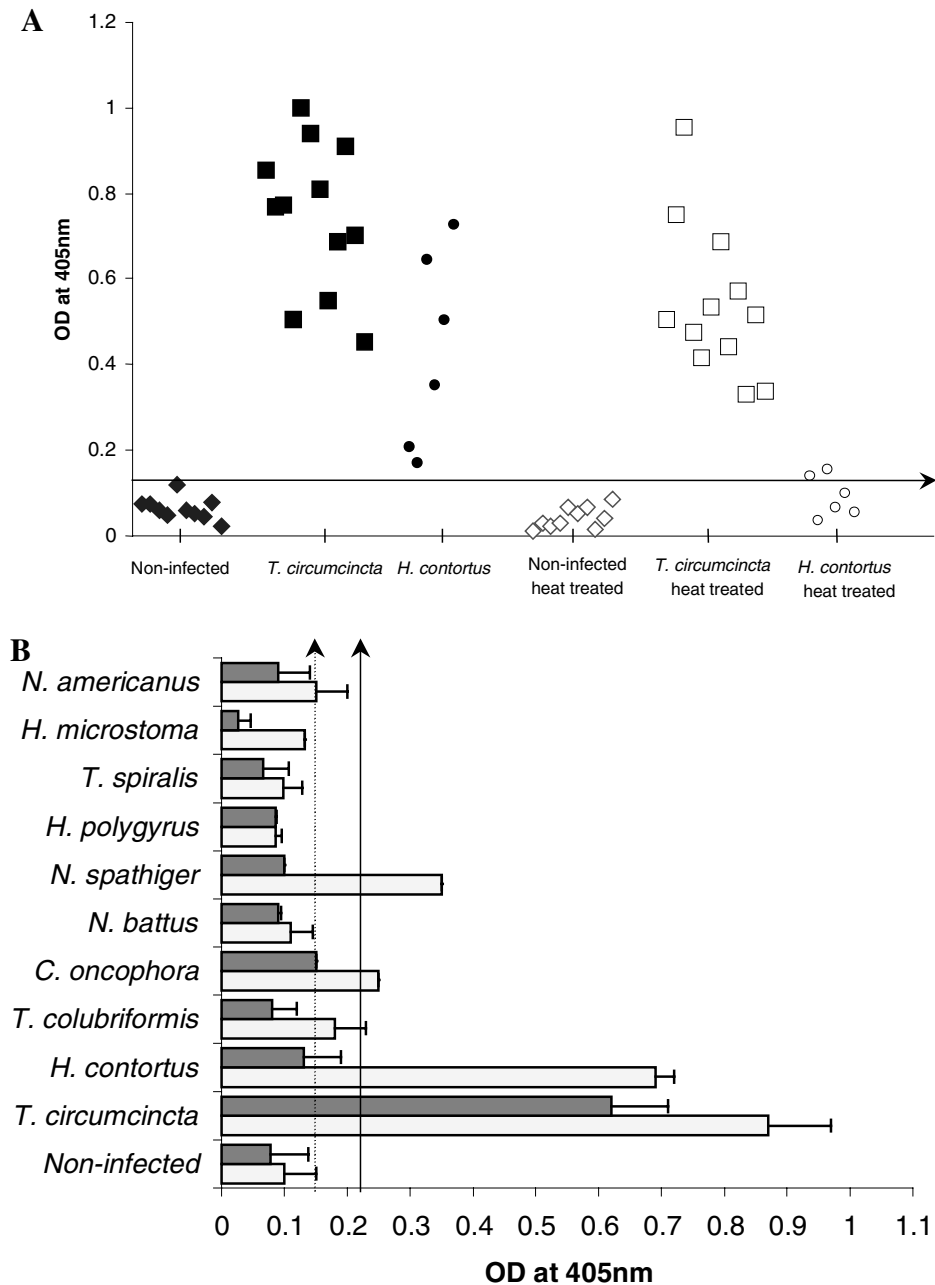 A
1.2
1
0.8
0.6
0.4
0.2
0
OD at 405nm
Non-infected
T. circumcincta
H. contortus
Non-infected
heat treated
T. circumcincta
heat treated
H. contortus
heat treated
B
N. americanus
H. microstoma
T. spiralis
H. polygyrus
N. spathiger
N. battus
C. oncophora
T. colubriformis
H. contortus
T. circumcincta
Non-infected
0 0.1 0.2 0.3 0.4 0.5 0.6 0.7 0.8 0.9 1 1.1
OD at 405nm